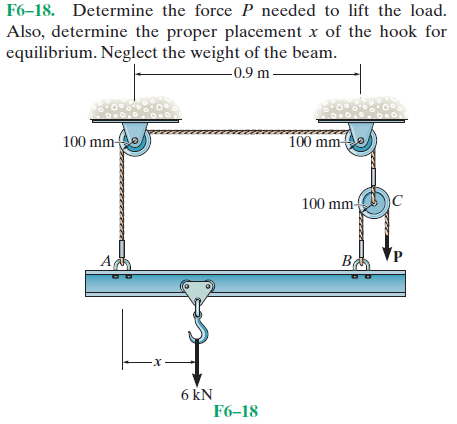 F6–18. Determine the force P needed to lift the load.
Also, determine the proper placement x of the hook for
equilibrium. Neglect the weight of the beam.
0.9 m
100 mm
100 mm
100 mm
C
A
B
P
x
6 kN
F6–18